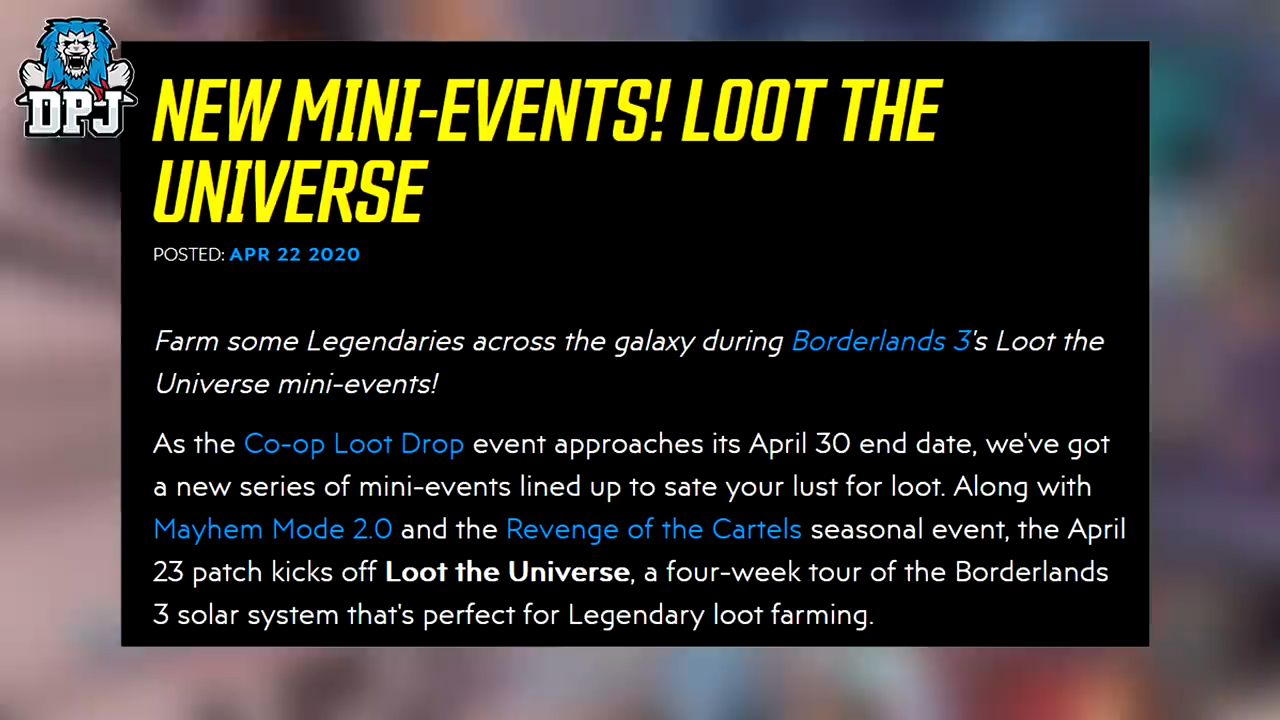 DPJ
NEW MINI-EVENTS! LOOT THE
UNIVERSE
POSTED: APR 22 2020
Farm some Legendaries across the galaxy during Borderlands 3's Loot the
Universe mini-events!
As the Co-op Loot Drop event approaches its April 30 end date, we've got
a new series of mini-events lined up to sate your lust for loot. Along with
Mayhem Mode 2.0 and the Revenge of the Cartels seasonal event, the April
23 patch kicks off Loot the Universe, a four-week tour of the Borderlands
3 solar system that's perfect for Legendary loot farming.